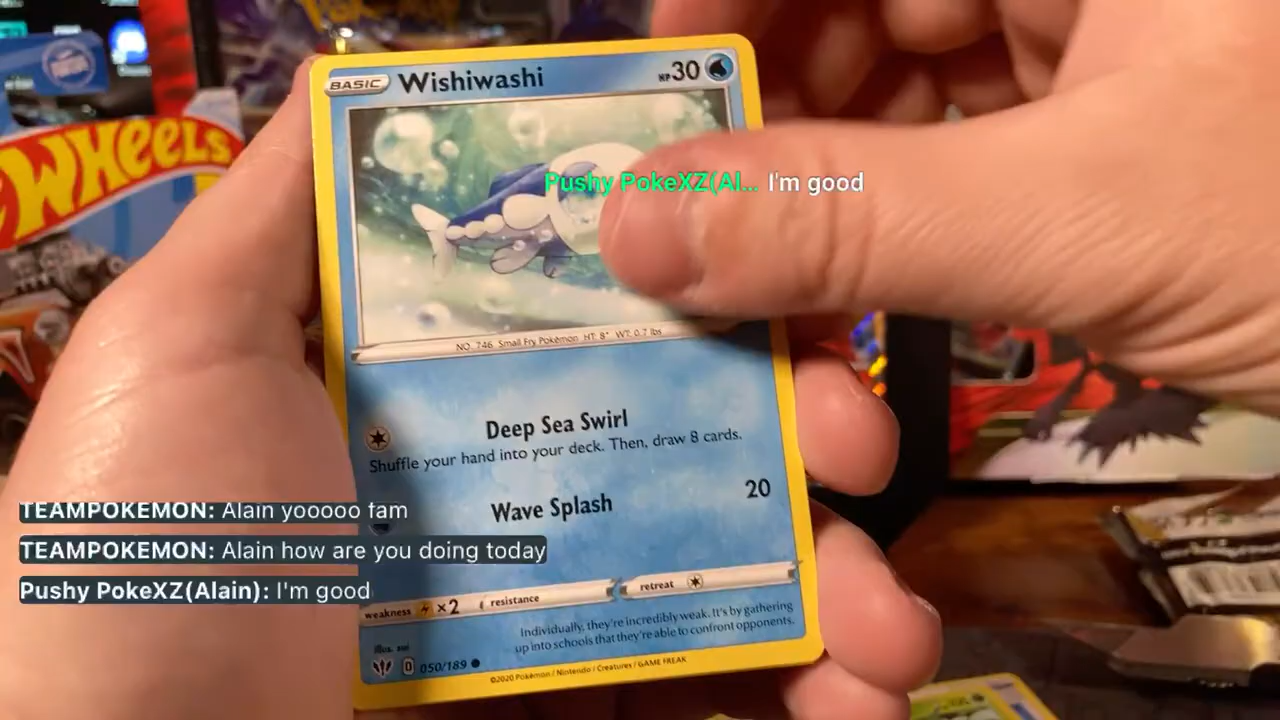 WHEELS
BASIC Wishiwashi HP 30
Pushy PokeXZ(Al... I'm good
NO. 746 Small Fry Pokémon HT: 8" WT: 0.7 lbs
Deep Sea Swirl
Shuffle your hand into your deck. Then, draw 8 cards.
Wave Splash 20
TEAMPOKEMON: Alain yooooo fam
TEAMPOKEMON: Alain how are you doing today
Pushy PokeXZ(Alain): I'm good
weakness ×2 resistance retreat
Individually, they're incredibly weak. It's by gathering
up into schools that they're able to confront opponents.
Illus.
D 050/189
©2020 Pokémon / Nintendo / Creatures / GAME FREAK